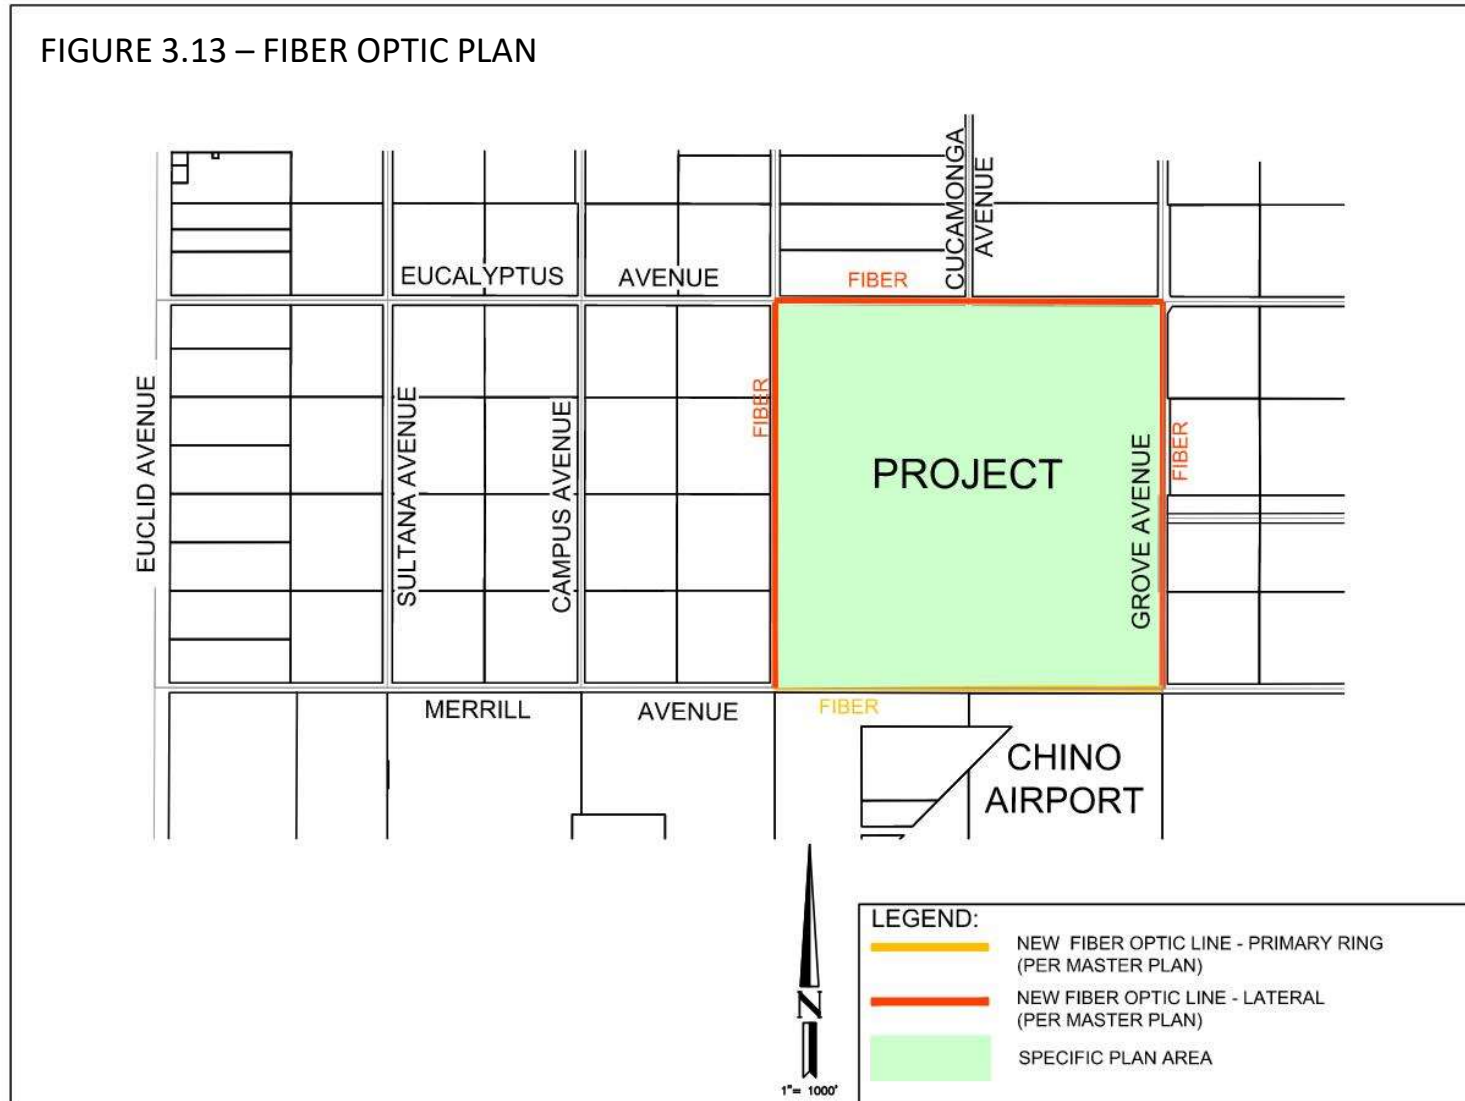 FIGURE 3.13 – FIBER OPTIC PLAN
CUCAMONGA
AVENUE
EUCALYPTUS AVENUE
FIBER
EUCLID AVENUE
SULTANA AVENUE
CAMPUS AVENUE
FIBER
PROJECT
GROVE AVENUE
FIBER
MERRILL AVENUE
FIBER
CHINO
AIRPORT
N
1"= 1000'
LEGEND:
NEW FIBER OPTIC LINE - PRIMARY RING
(PER MASTER PLAN)
NEW FIBER OPTIC LINE - LATERAL
(PER MASTER PLAN)
SPECIFIC PLAN AREA